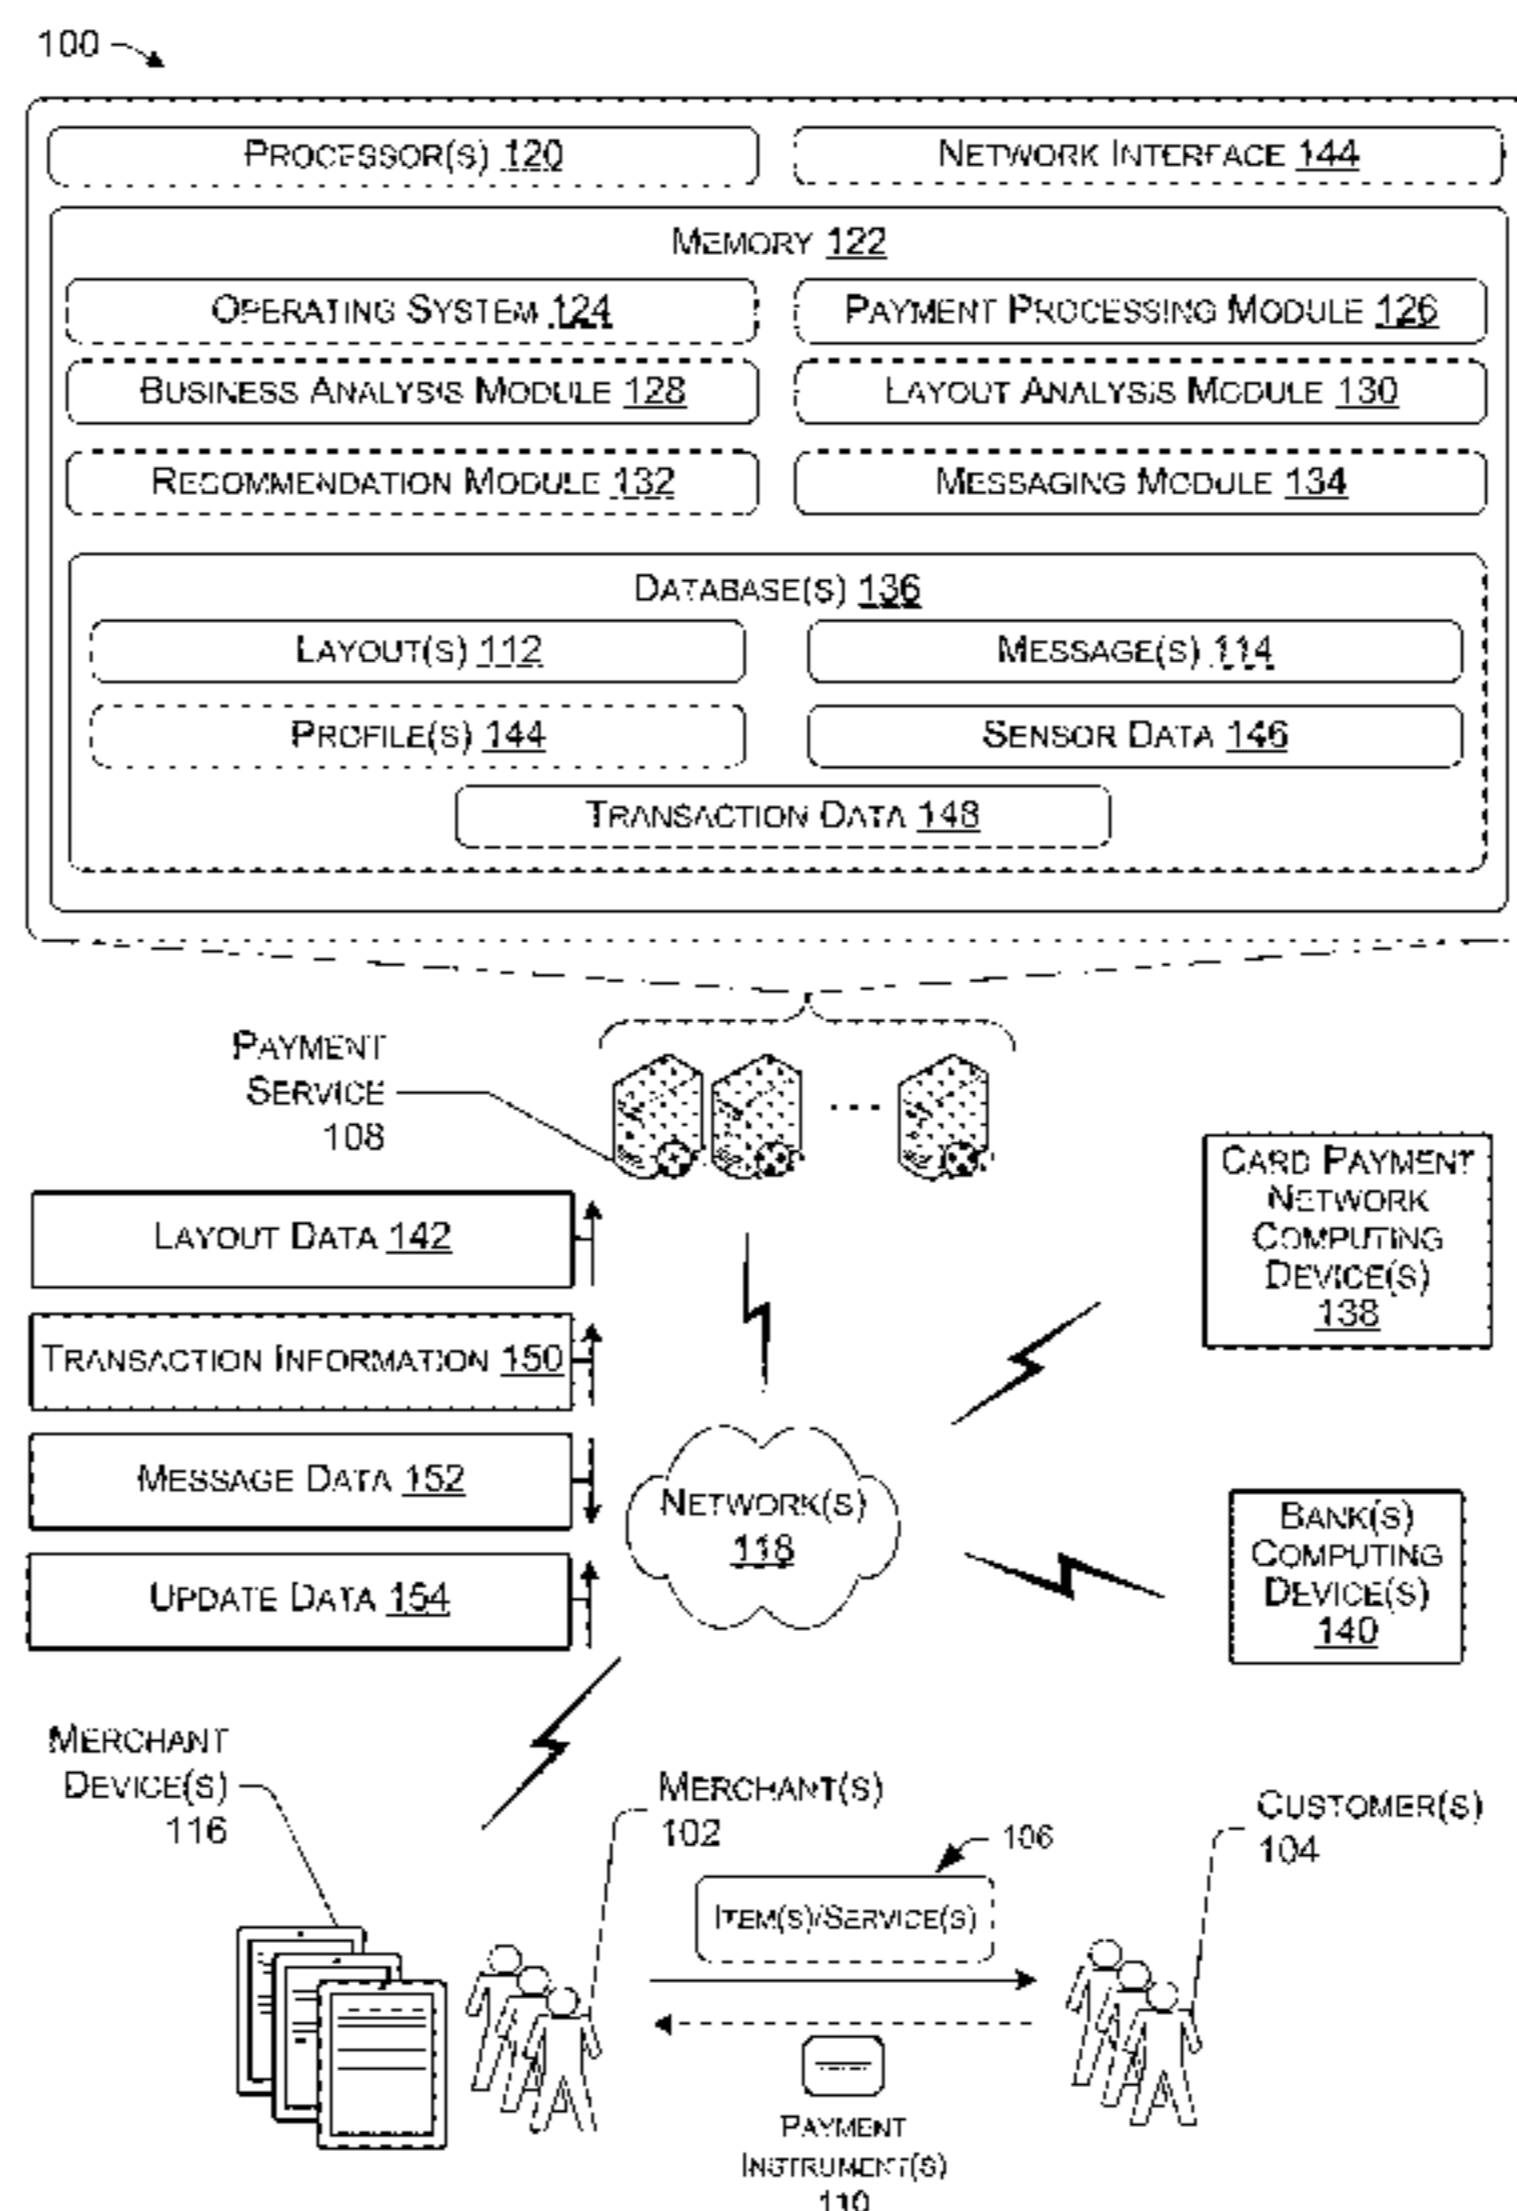 100
PROCESSOR(S) 120
NETWORK INTERFACE 144
MEMORY 122
OPERATING SYSTEM 124
PAYMENT PROCESSING MODULE 126
BUSINESS ANALYSIS MODULE 128
LAYOUT ANALYSIS MODULE 130
RECOMMENDATION MODULE 132
MESSAGING MODULE 134
DATABASE(S) 136
LAYOUT(S) 112
MESSAGE(S) 114
PROFILE(S) 144
SENSOR DATA 146
TRANSACTION DATA 148
PAYMENT
SERVICE
108
CARD PAYMENT
NETWORK
COMPUTING
DEVICE(S)
138
LAYOUT DATA 142
TRANSACTION INFORMATION 150
MESSAGE DATA 152
UPDATE DATA 154
NETWORK(S)
118
BANK(S)
COMPUTING
DEVICE(S)
140
MERCHANT
DEVICE(S)
116
MERCHANT(S)
102
CUSTOMER(S)
104
106
ITEM(S)/SERVICE(S)
PAYMENT
INSTRUMENT(S)
110